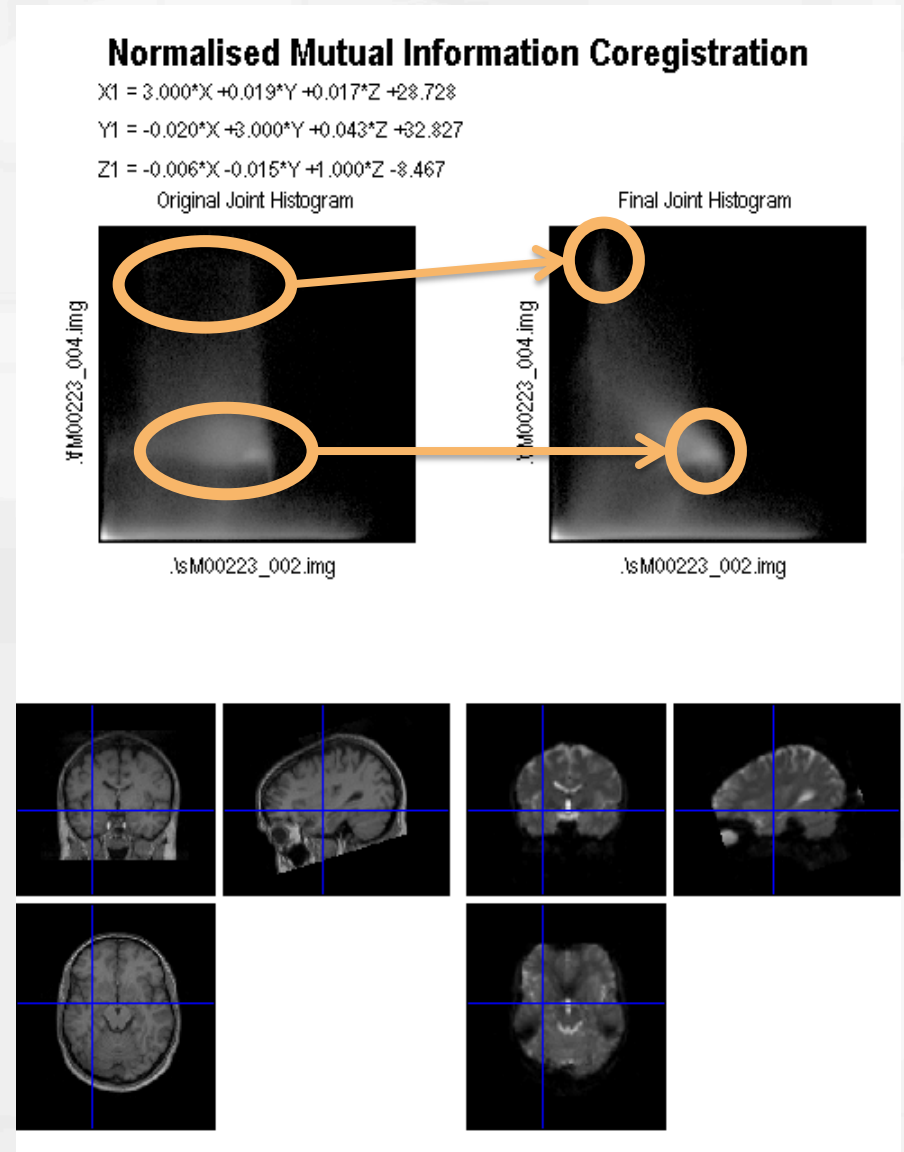 Normalised Mutual Information Coregistration
X1 = 3.000*X +0.019*Y +0.017*Z +28.728
Y1 = -0.020*X +3.000*Y +0.043*Z +32.827
Z1 = -0.006*X -0.015*Y +1.000*Z -8.467
Original Joint Histogram
Final Joint Histogram
.\fM00223_004.img
.\fM00223_004.img
.\sM00223_002.img
.\sM00223_002.img